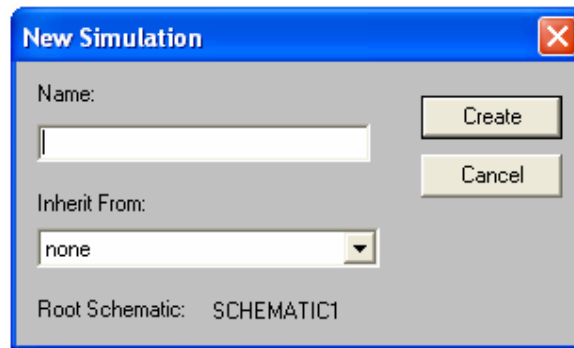 New Simulation
Name:
Create
Cancel
Inherit From:
none
Root Schematic: SCHEMATIC1